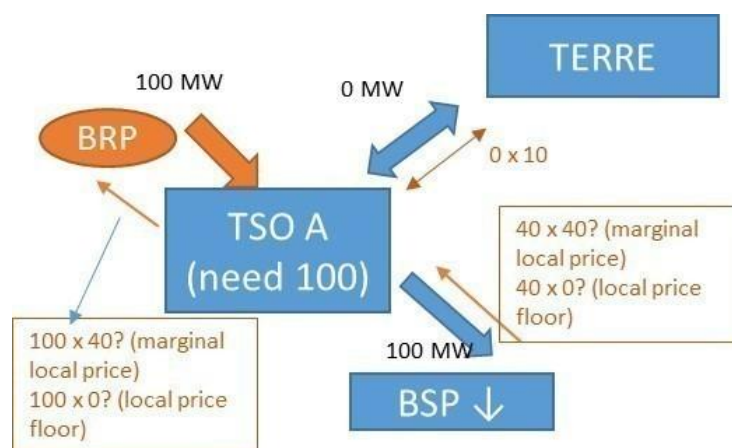 TERRE
100 MW
0 MW
BRP
0 x 10
TSO A
(need 100)
40 x 40? (marginal
local price)
40 x 0? (local price
floor)
100 x 40? (marginal
local price)
100 x 0? (local price
floor)
100 MW
BSP ↓